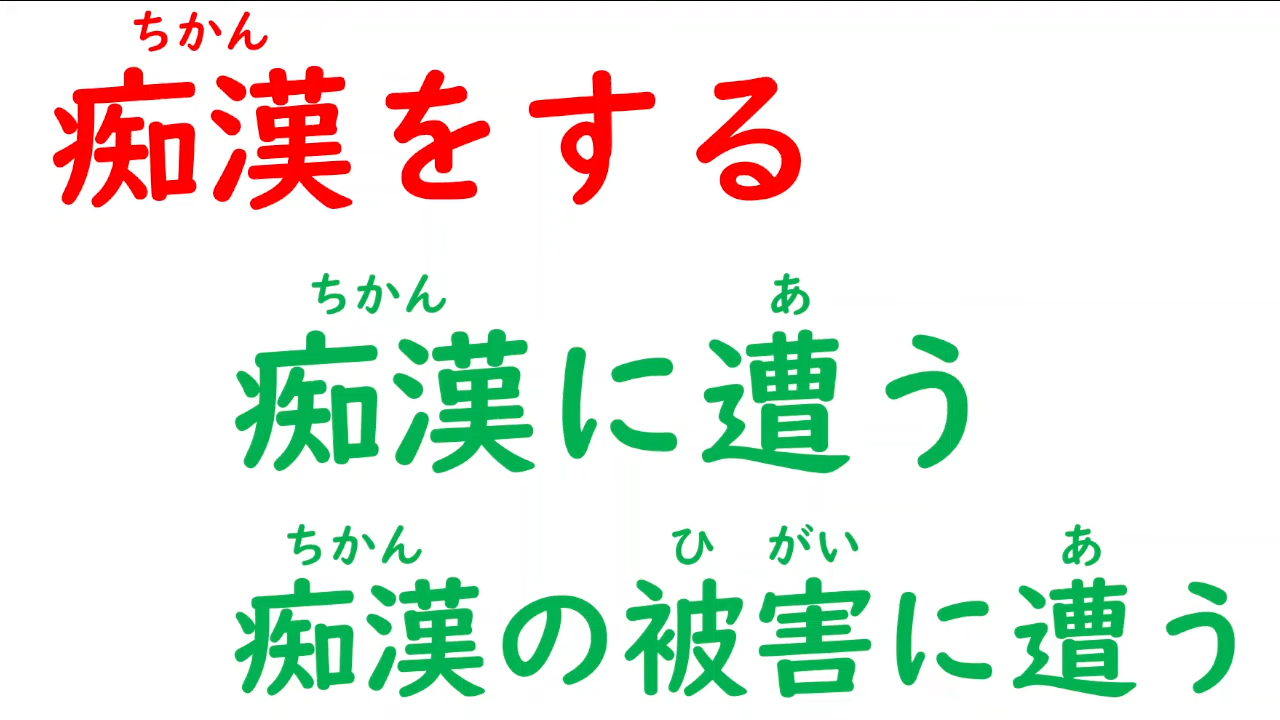 ちかん
痴漢をする
ちかん あ
痴漢に遭う
ちかん ひ がい あ
痴漢の被害に遭う